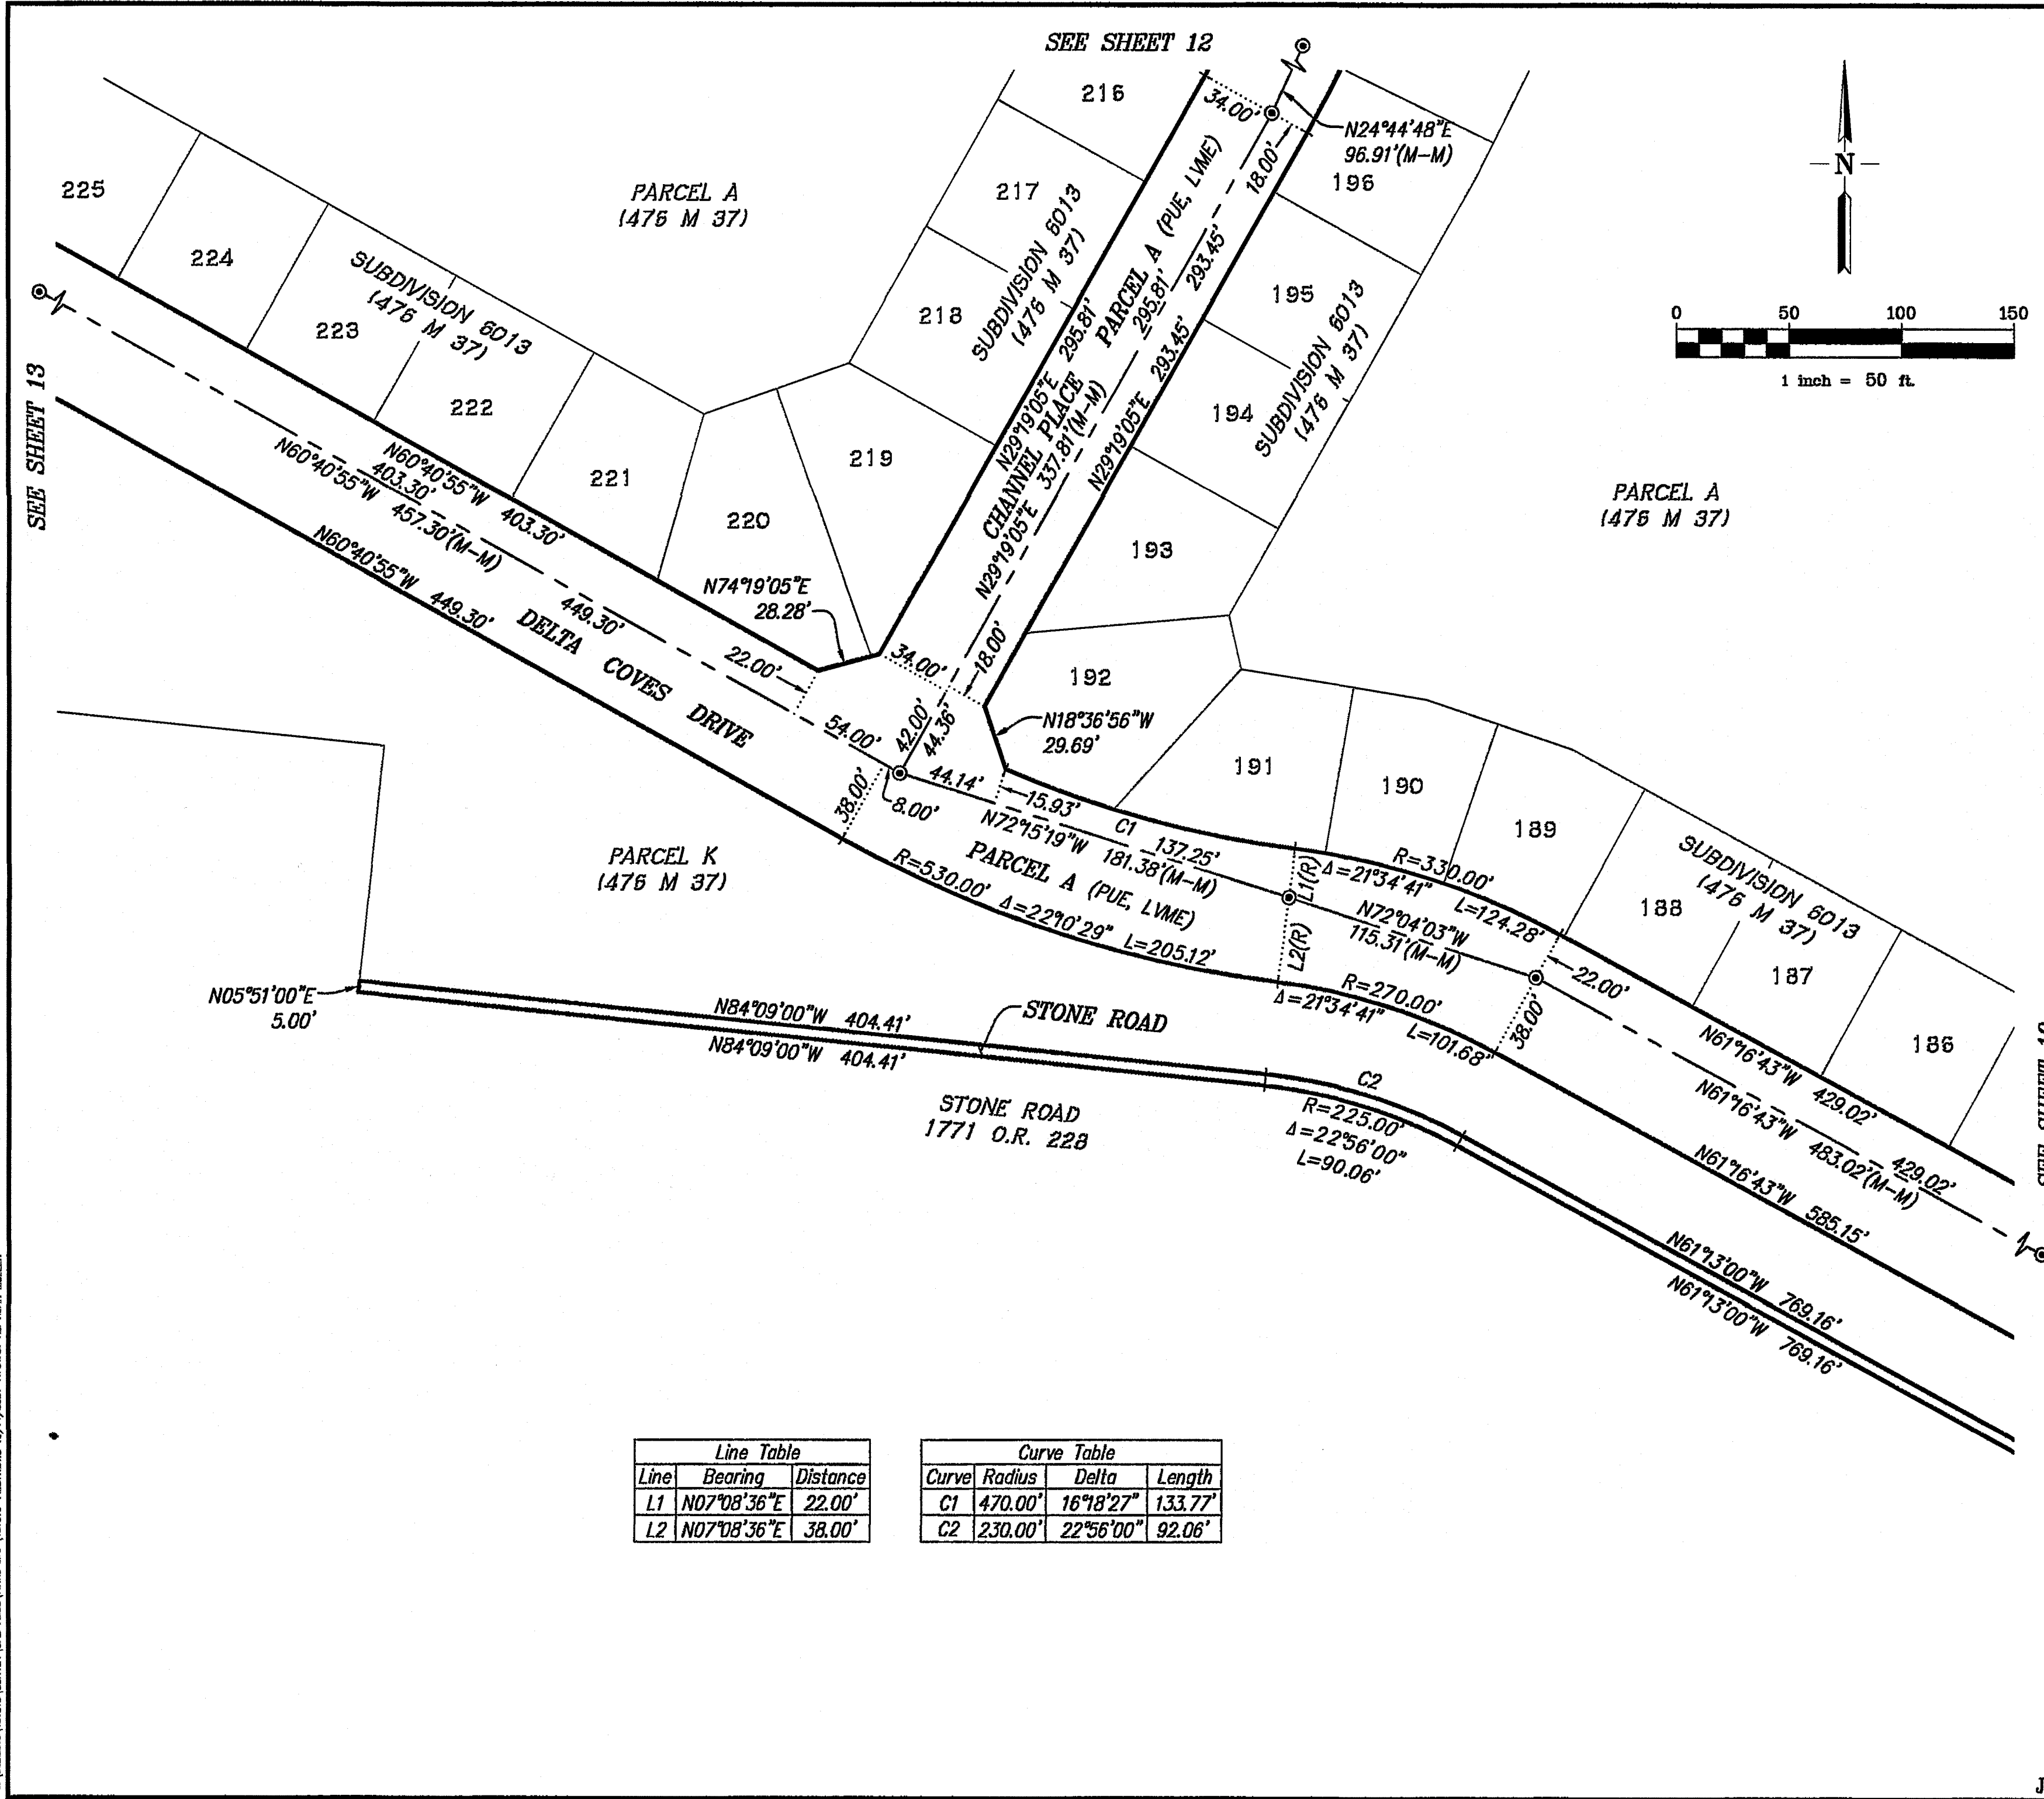 SEE SHEET 12
216
34.00'
N24°44'48"E
96.91'(M-M)
18.00'
196
N
225
PARCEL A
(476 M 37)
217
SUBDIVISION 6013
(476 M 37)
PARCEL A (PUE, LVME)
224
SUBDIVISION 6013
(476 M 37)
223
218
195
SUBDIVISION 6013
(476 M 37)
0 50 100 150
1 inch = 50 ft.
SEE SHEET 13
222
221
219
220
N29°19'05"E 295.81'
CHANNEL PLACE
295.81'
N29°19'05"E 337.81'(M-M)
293.45'
N29°19'05"E 293.45'
194
193
PARCEL A
(476 M 37)
N60°40'55"W 403.30'
403.30'
N60°40'55"W 457.30'(M-M)
N60°40'55"W 449.30'
449.30'
DELTA COVES DRIVE
N74°19'05"E
28.28'
22.00'
34.00'
18.00'
192
N18°36'56"W
29.69'
54.00'
42.00'
44.36'
44.14'
8.00'
38.00'
15.93'
191
190
189
SUBDIVISION 6013
(476 M 37)
188
187
186
C1
137.25'
N72°15'19"W 181.38'(M-M)
PARCEL A (PUE, LVME)
R=530.00' Δ=22°10'29" L=205.12'
L1(R)
L2(R)
R=330.00'
Δ=21°34'41"
L=124.28'
N72°04'03"W
115.31'(M-M)
22.00'
38.00'
R=270.00'
Δ=21°34'41"
L=101.68'
PARCEL K
(476 M 37)
N05°51'00"E
5.00'
N84°09'00"W 404.41'
N84°09'00"W 404.41'
STONE ROAD
STONE ROAD
1771 O.R. 228
C2
R=225.00'
Δ=22°56'00"
L=90.06'
N61°16'43"W 429.02'
429.02'
N61°16'43"W 483.02'(M-M)
N61°16'43"W 585.15'
N61°13'00"W 769.16'
N61°13'00"W 769.16'
Line Table
Line Bearing Distance
L1 N07°08'36"E 22.00'
L2 N07°08'36"E 38.00'
Curve Table
Curve Radius Delta Length
C1 470.00' 16°18'27" 133.77'
C2 230.00' 22°56'00" 92.06'